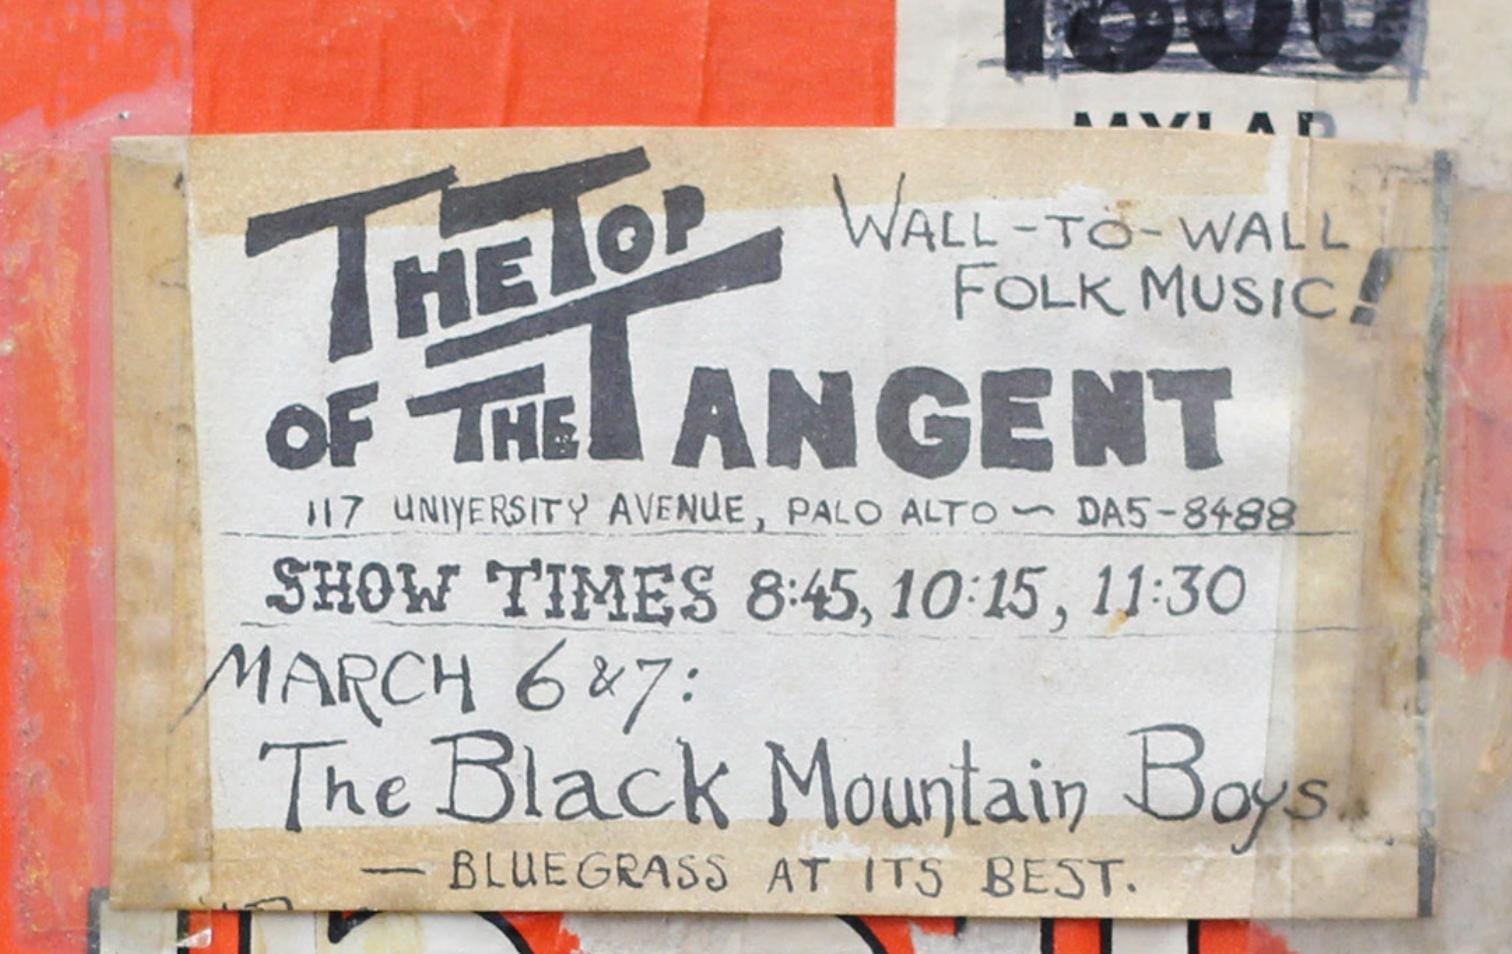 1800
MYLAR
THE TOP
OF THE TANGENT
WALL-TO-WALL
FOLK MUSIC!
117 UNIVERSITY AVENUE, PALO ALTO ~ DA5-8488
SHOW TIMES 8:45, 10:15, 11:30
MARCH 6 & 7:
The Black Mountain Boys.
— BLUEGRASS AT ITS BEST.